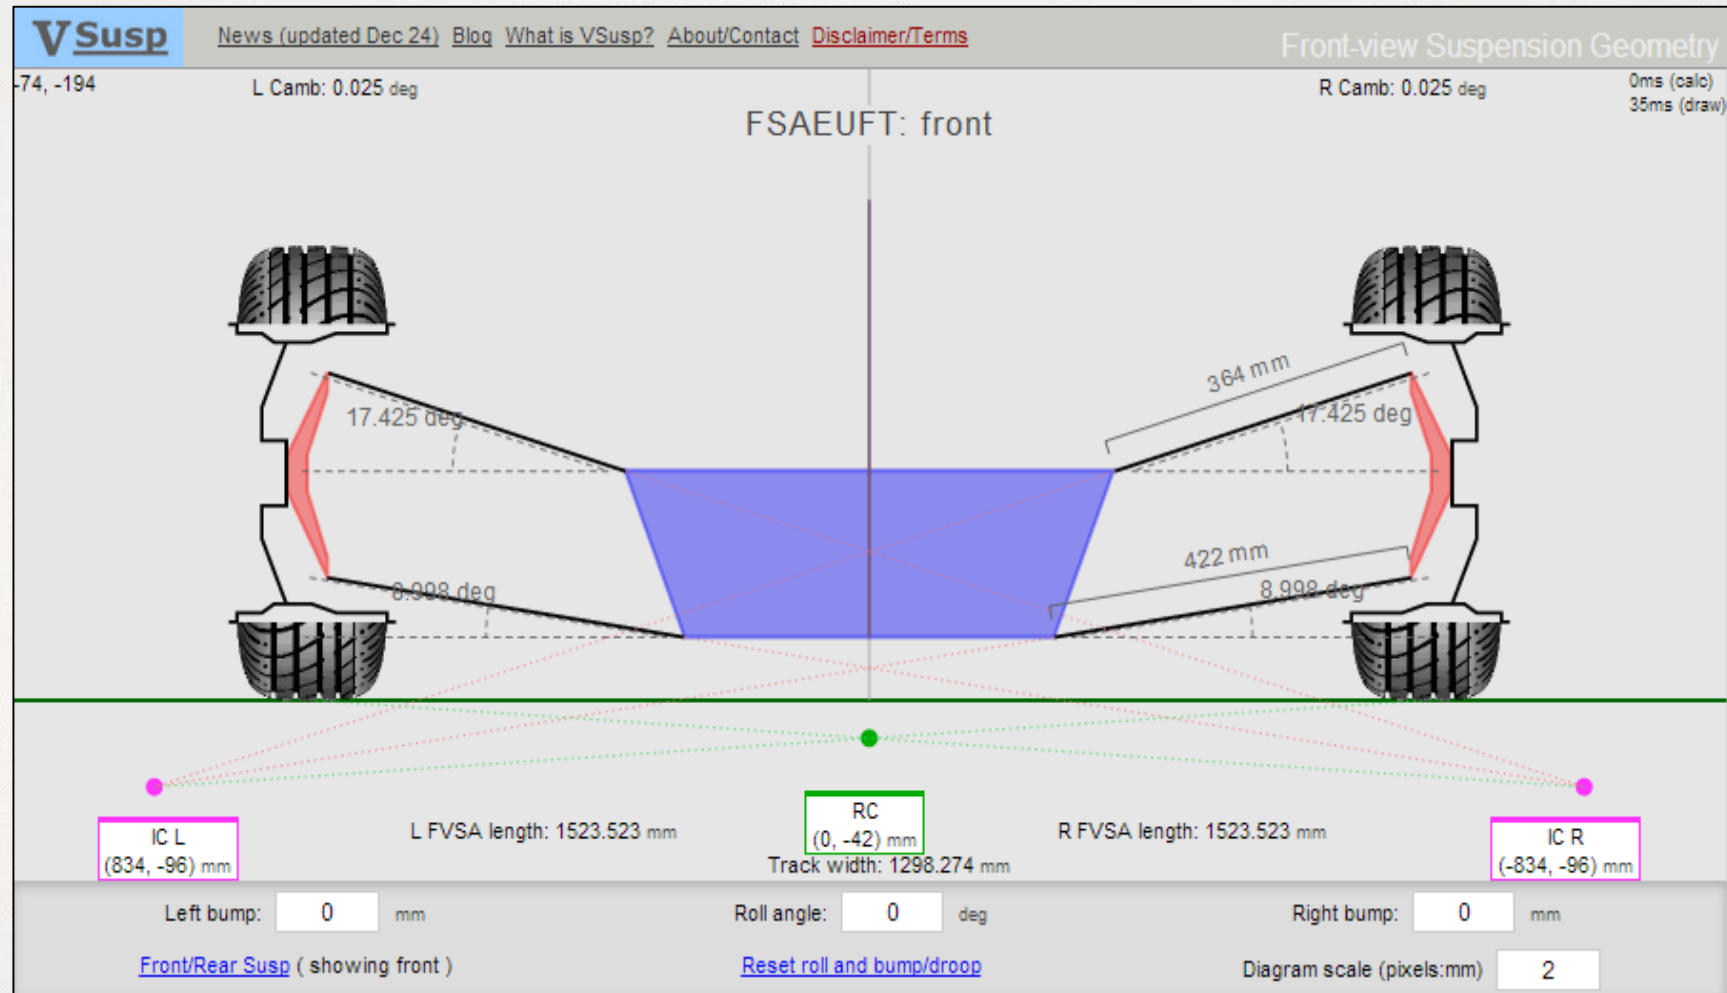 VSusp News (updated Dec 24) Blog What is VSusp? About/Contact Disclaimer/Terms Front-view Suspension Geometry
-74, -194 L Camb: 0.025 deg R Camb: 0.025 deg 0ms (calc)
35ms (draw)
FSAEUFT: front
364 mm
17.425 deg 17.425 deg
422 mm
8.998 deg 8.998 deg
IC L
(834, -96) mm
L FVSA length: 1523.523 mm
RC
(0, -42) mm
R FVSA length: 1523.523 mm
IC R
(-834, -96) mm
Track width: 1298.274 mm
Left bump: 0 mm Roll angle: 0 deg Right bump: 0 mm
Front/Rear Susp ( showing front ) Reset roll and bump/droop Diagram scale (pixels:mm) 2